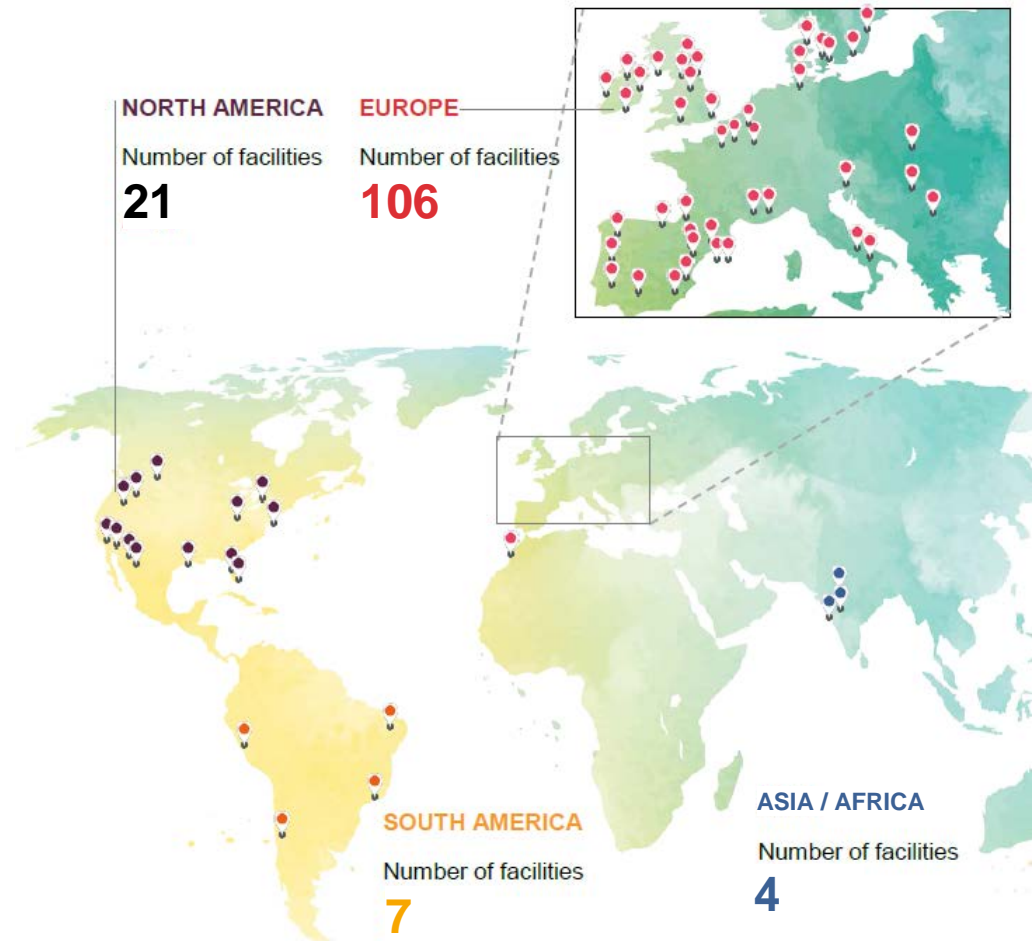 NORTH AMERICA
Number of facilities
21
EUROPE
Number of facilities
106
SOUTH AMERICA
Number of facilities
7
ASIA / AFRICA
Number of facilities
4